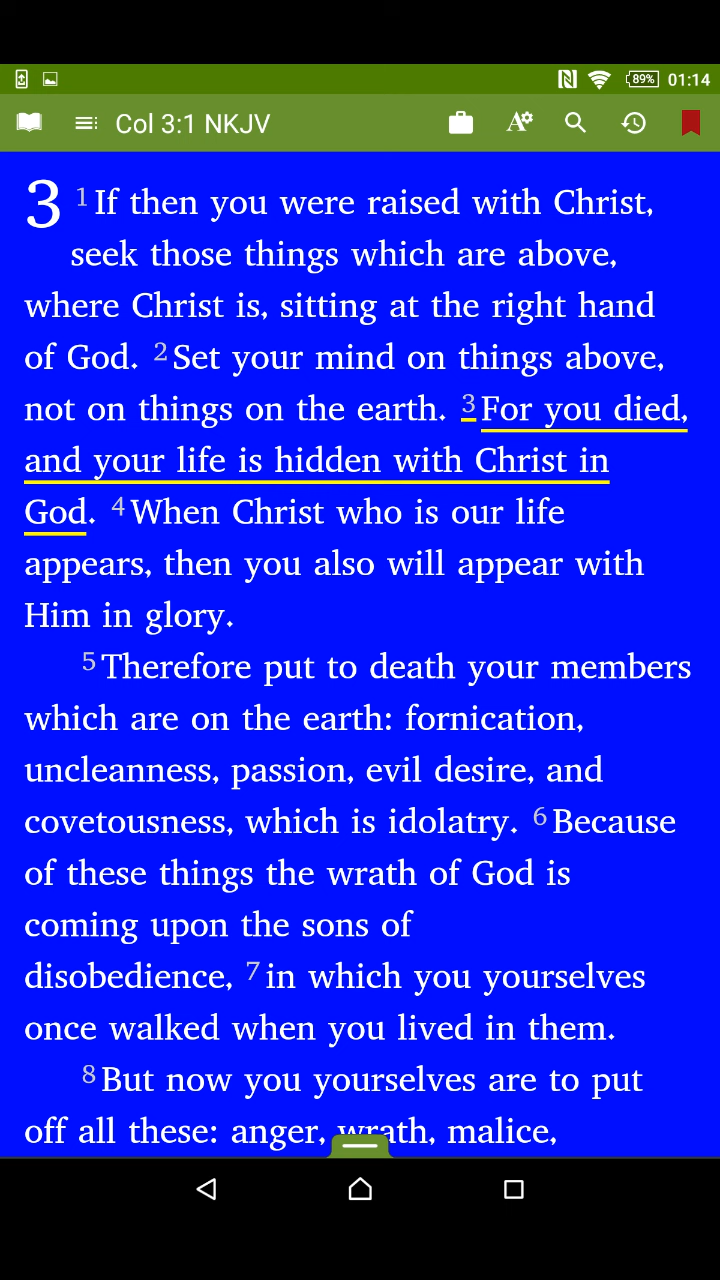 89% 01:14
Col 3:1 NKJV
3 1 If then you were raised with Christ,
seek those things which are above,
where Christ is, sitting at the right hand
of God. 2 Set your mind on things above,
not on things on the earth. 3 For you died,
and your life is hidden with Christ in
God. 4 When Christ who is our life
appears, then you also will appear with
Him in glory.
5 Therefore put to death your members
which are on the earth: fornication,
uncleanness, passion, evil desire, and
covetousness, which is idolatry. 6 Because
of these things the wrath of God is
coming upon the sons of
disobedience, 7 in which you yourselves
once walked when you lived in them.
8 But now you yourselves are to put
off all these: anger, wrath, malice,